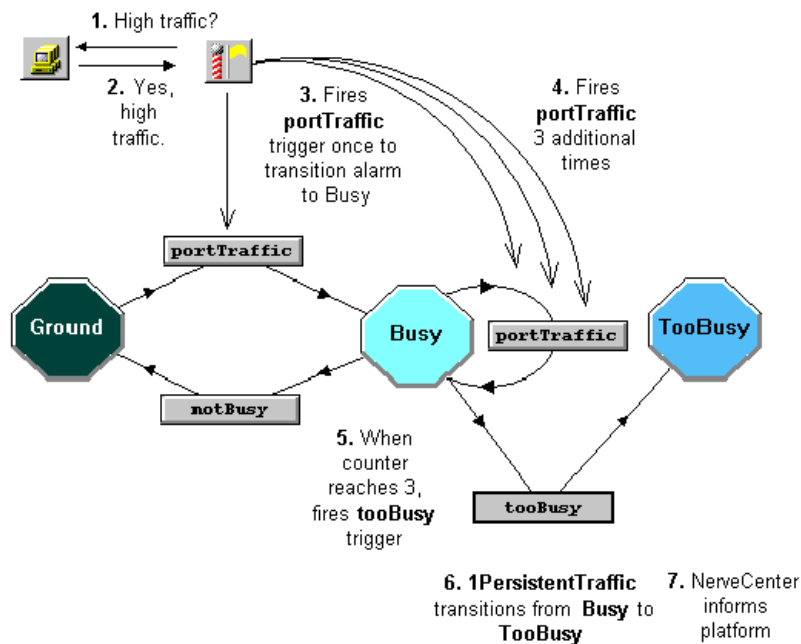 1. High traffic?
2. Yes,
high
traffic.
3. Fires
portTraffic
trigger once to
transition alarm
to Busy
4. Fires
portTraffic
3 additional
times
portTraffic
Ground
Busy
portTraffic
TooBusy
notBusy
5. When
counter
reaches 3,
fires tooBusy
trigger
tooBusy
6. 1PersistentTraffic
transitions from Busy to
TooBusy
7. NerveCenter
informs
platform